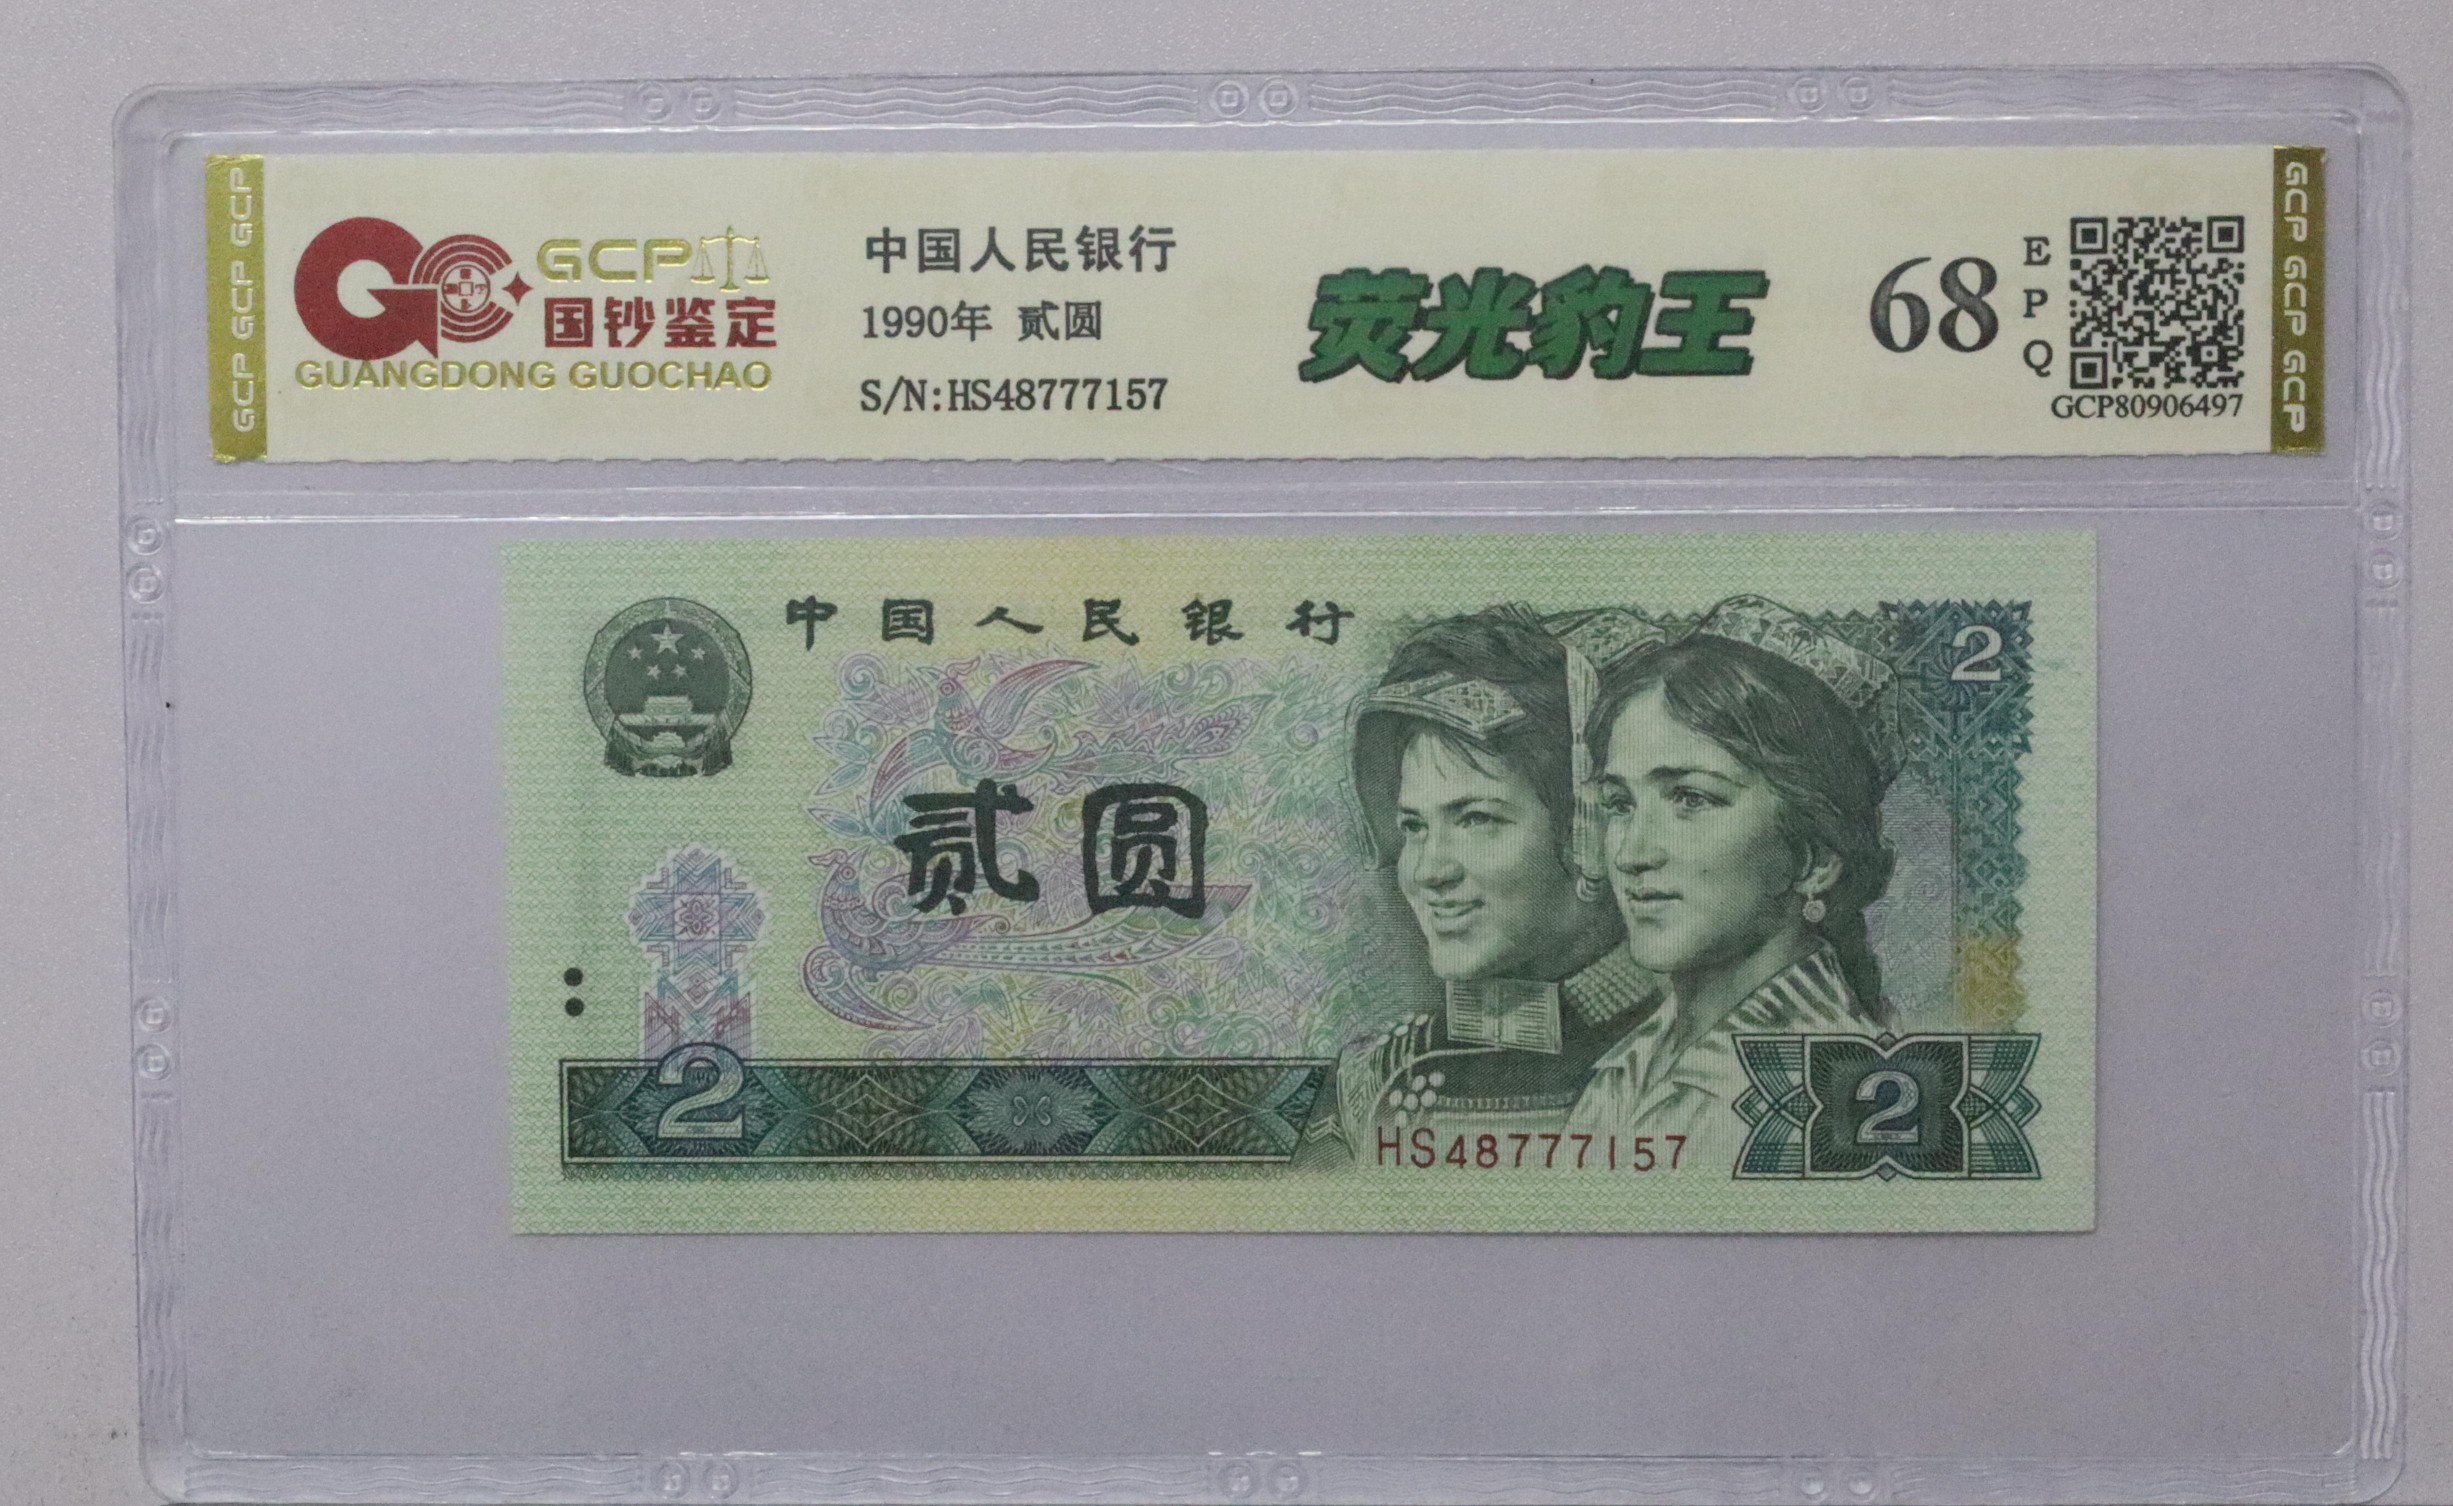 GCP GCP GCP
GCP
国钞鉴定
GUANGDONG GUOCHAO
中国人民银行
1990年 贰圆
S/N:HS48777157
荧光豹王
68
E
P
Q
GCP80906497
GCP GCP GCP
中国人民银行
2
贰圆
2
HS48777157
2